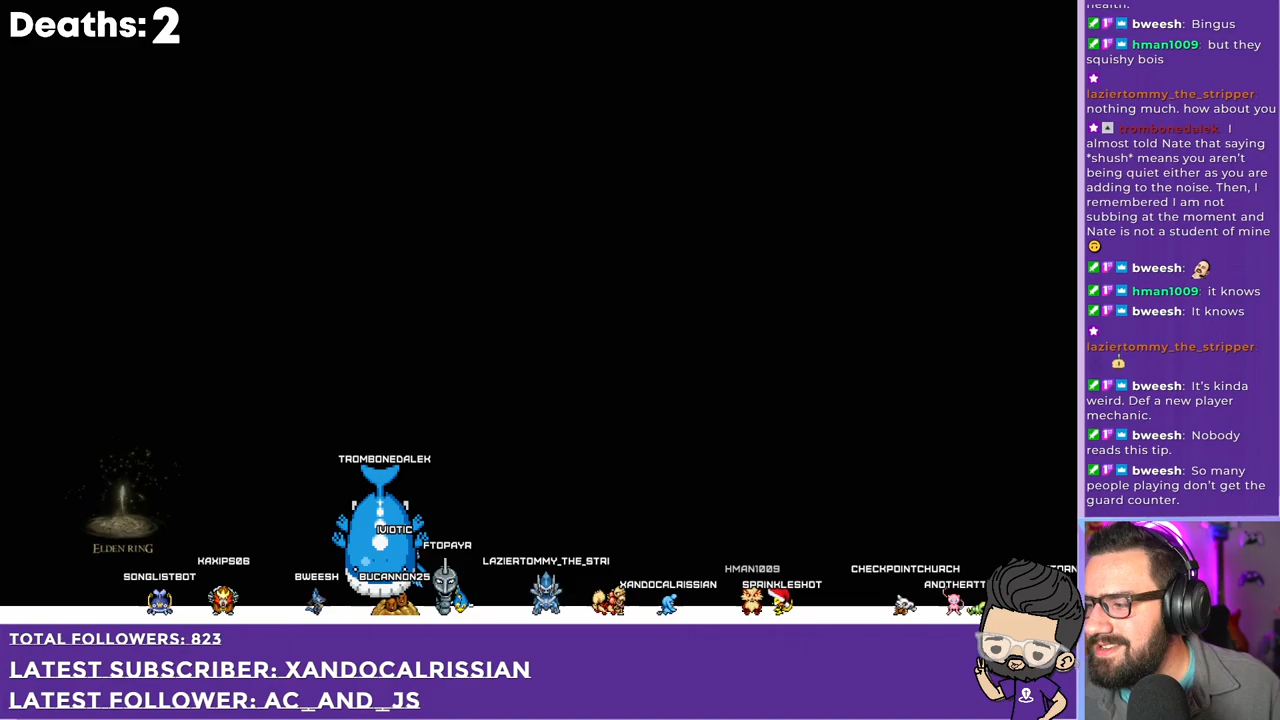 Deaths: 2
health.
bweesh: Bingus
hman1009: but they
squishy bois
laziertommy_the_stripper:
nothing much. how about you
trombonedalek: I
almost told Nate that saying
*shush* means you aren't
being quiet either as you are
adding to the noise. Then, I
remembered I am not
subbing at the moment and
Nate is not a student of mine
bweesh:
hman1009: it knows
bweesh: It knows
laziertommy_the_stripper:
bweesh: It's kinda
weird. Def a new player
mechanic.
bweesh: Nobody
reads this tip.
bweesh: So many
people playing don't get the
guard counter.
TROMBONEDALEK
IVIOTIC
FTOPAYR
ELDEN RING
KAXIPS06
LAZIERTOMMY_THE_STRI
SONGLISTBOT
BWEESH
BUCANNON25
XANDOCALRISSIAN
HMAN1009
SPRINKLESHOT
CHECKPOINTCHURCH
ANOTHERTT
TORN
TOTAL FOLLOWERS: 823
LATEST SUBSCRIBER: XANDOCALRISSIAN
LATEST FOLLOWER: AC_AND_JS